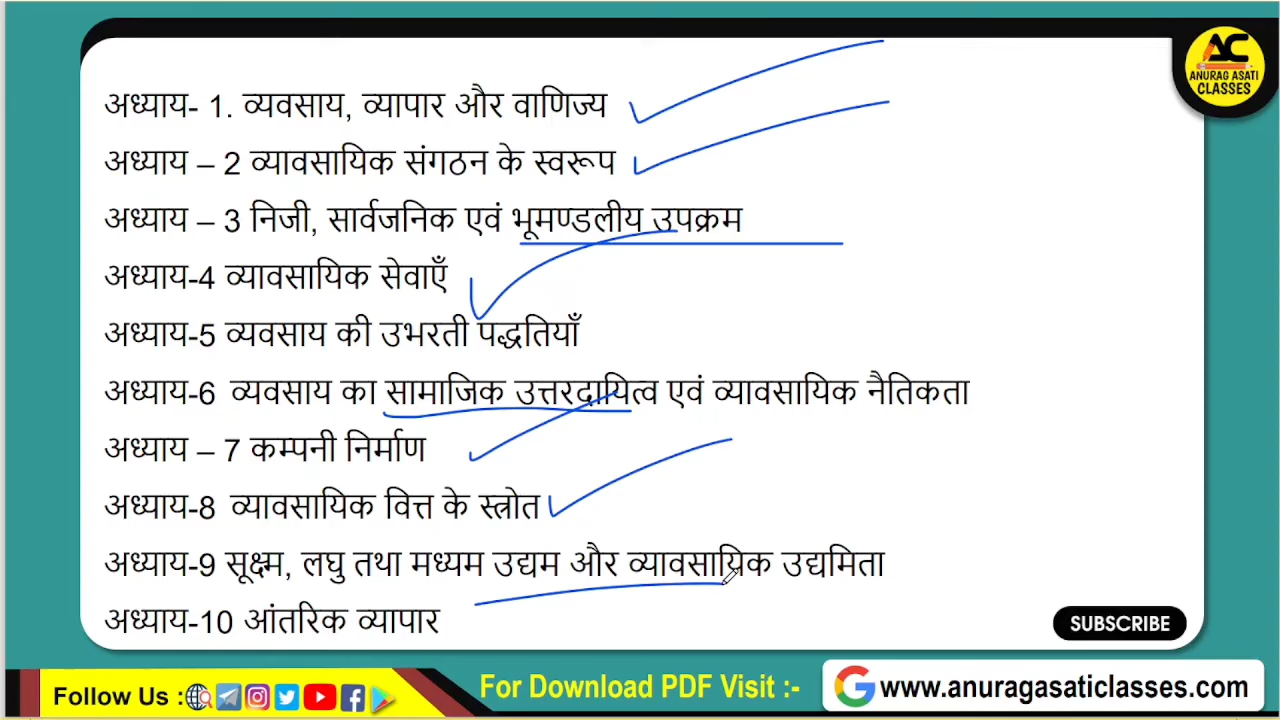 AC
ANURAG ASATI
CLASSES
अध्याय- 1. व्यवसाय, व्यापार और वाणिज्य
अध्याय – 2 व्यावसायिक संगठन के स्वरूप
अध्याय – 3 निजी, सार्वजनिक एवं भूमण्डलीय उपक्रम
अध्याय-4 व्यावसायिक सेवाएँ
अध्याय-5 व्यवसाय की उभरती पद्धतियाँ
अध्याय-6 व्यवसाय का सामाजिक उत्तरदायित्व एवं व्यावसायिक नैतिकता
अध्याय – 7 कम्पनी निर्माण
अध्याय-8 व्यावसायिक वित्त के स्त्रोत
अध्याय-9 सूक्ष्म, लघु तथा मध्यम उद्यम और व्यावसायिक उद्यमिता
अध्याय-10 आंतरिक व्यापार
SUBSCRIBE
Follow Us :
For Download PDF Visit :-
www.anuragasaticlasses.com